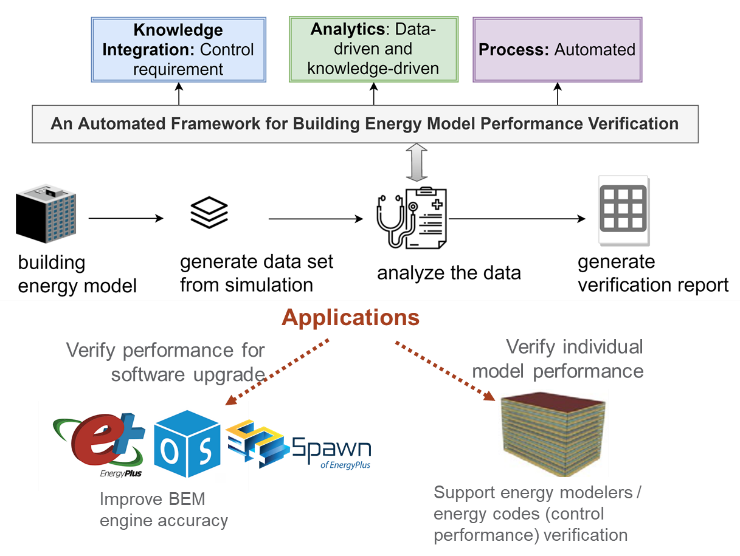 Knowledge
Integration: Control
requirement
Analytics: Data-
driven and
knowledge-driven
Process: Automated
An Automated Framework for Building Energy Model Performance Verification
building
energy model
generate data set
from simulation
analyze the data
generate
verification report
Applications
Verify performance for
software upgrade
Verify individual
model performance
e+
EnergyPlus
OS
Spawn
of EnergyPlus
Improve BEM
engine accuracy
Support energy modelers /
energy codes (control
performance) verification